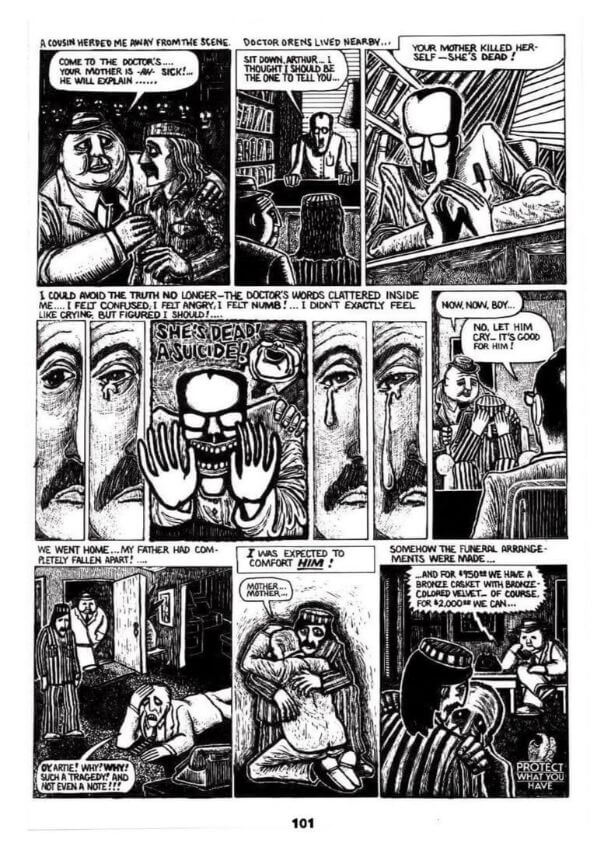 A COUSIN HERDED ME AWAY FROM THE SCENE.
COME TO THE DOCTOR'S....
YOUR MOTHER IS -AH- SICK!...
HE WILL EXPLAIN ......
DOCTOR ORENS LIVED NEARBY...
SIT DOWN, ARTHUR... I
THOUGHT I SHOULD BE
THE ONE TO TELL YOU...
YOUR MOTHER KILLED HER-
SELF — SHE'S DEAD!
I COULD AVOID THE TRUTH NO LONGER—THE DOCTOR'S WORDS CLATTERED INSIDE
ME.... I FELT CONFUSED; I FELT ANGRY; I FELT NUMB!... I DIDN'T EXACTLY FEEL
LIKE CRYING, BUT FIGURED I SHOULD!....
SHE'S DEAD!
A SUICIDE!
NOW, NOW, BOY...
NO, LET HIM
CRY— IT'S GOOD
FOR HIM!
WE WENT HOME... MY FATHER HAD COM-
PLETELY FALLEN APART! ....
OY ARTIE! WHY? WHY!
SUCH A TRAGEDY! AND
NOT EVEN A NOTE!!!
I WAS EXPECTED TO
COMFORT HIM!
MOTHER...
MOTHER...
SOMEHOW THE FUNERAL ARRANGE-
MENTS WERE MADE...
...AND FOR $950⁰⁰ WE HAVE A
BRONZE CASKET WITH BRONZE-
COLORED VELVET— OF COURSE,
FOR $2,000⁰⁰ WE CAN...
PROTECT
WHAT YOU
HAVE
101